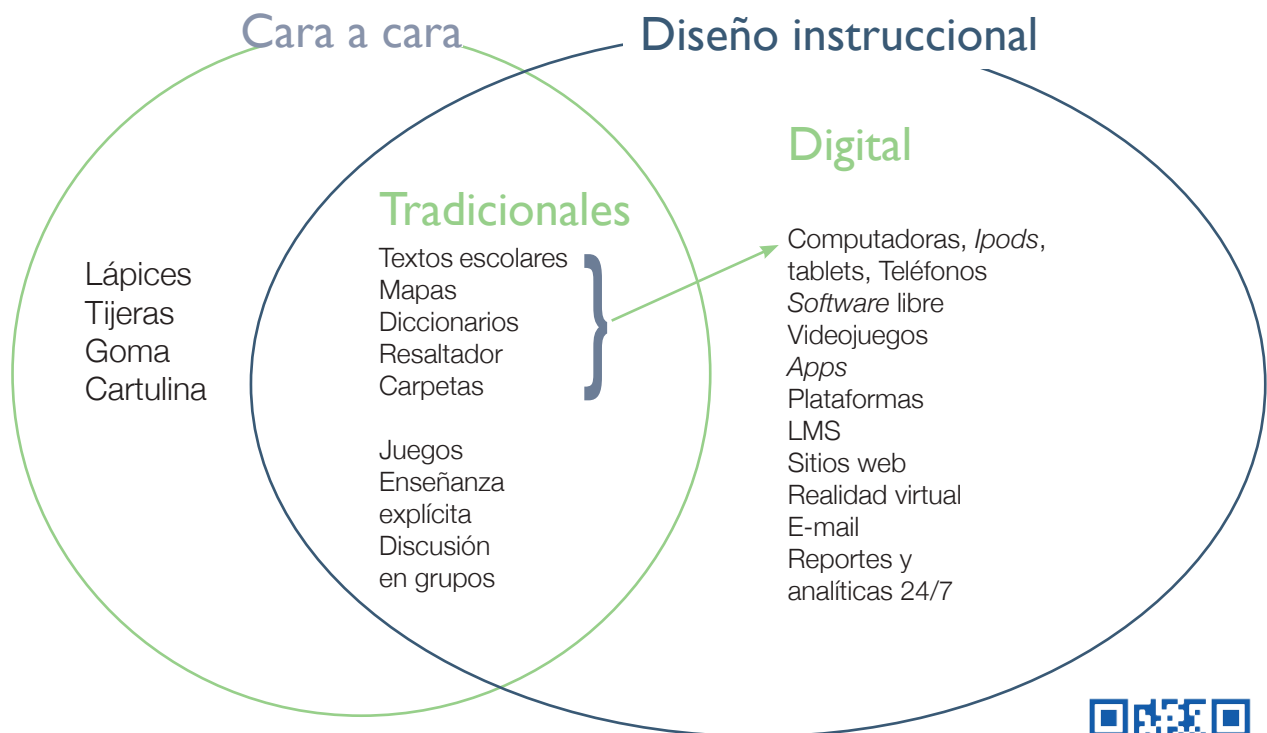 Cara a cara
Diseño instruccional
Lápices
Tijeras
Goma
Cartulina
Tradicionales
Textos escolares
Mapas
Diccionarios
Resaltador
Carpetas
Juegos
Enseñanza
explícita
Discusión
en grupos
Digital
Computadoras, Ipods,
tablets, Teléfonos
Software libre
Videojuegos
Apps
Plataformas
LMS
Sitios web
Realidad virtual
E-mail
Reportes y
analíticas 24/7